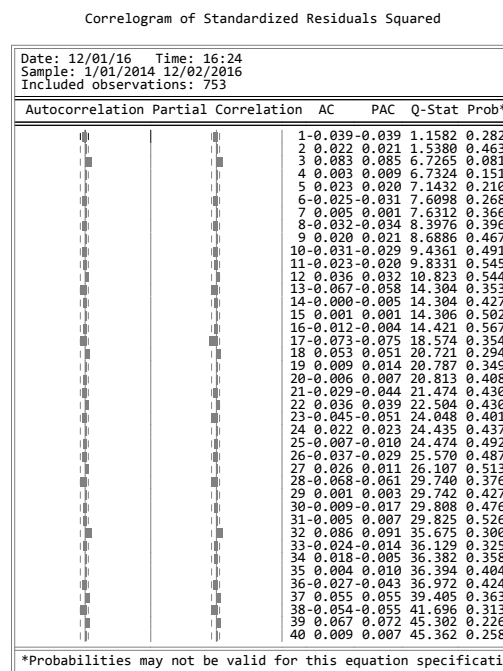 Correlogram of Standardized Residuals Squared
Date: 12/01/16 Time: 16:24
Sample: 1/01/2014 12/02/2016
Included observations: 753
Autocorrelation Partial Correlation AC PAC Q-Stat Prob*
1 -0.039 -0.039 1.1582 0.282
2 0.022 0.021 1.5380 0.463
3 0.083 0.085 6.7265 0.081
4 0.003 0.009 6.7324 0.151
5 0.023 0.020 7.1432 0.210
6 -0.025 -0.031 7.6098 0.268
7 0.005 0.001 7.6312 0.366
8 -0.032 -0.034 8.3976 0.396
9 0.020 0.021 8.6886 0.467
10 -0.031 -0.029 9.4361 0.491
11 -0.023 -0.020 9.8331 0.545
12 0.036 0.032 10.823 0.544
13 -0.067 -0.058 14.304 0.353
14 -0.000 -0.005 14.304 0.427
15 0.001 0.001 14.306 0.502
16 -0.012 -0.004 14.421 0.567
17 -0.073 -0.075 18.574 0.354
18 0.053 0.051 20.721 0.294
19 0.009 0.014 20.787 0.349
20 -0.006 0.007 20.813 0.408
21 -0.029 -0.044 21.474 0.430
22 0.036 0.039 22.504 0.430
23 -0.045 -0.051 24.048 0.401
24 0.022 0.023 24.435 0.437
25 -0.007 -0.010 24.474 0.492
26 -0.037 -0.029 25.570 0.487
27 0.026 0.011 26.107 0.513
28 -0.068 -0.061 29.740 0.376
29 0.001 0.003 29.742 0.427
30 -0.009 -0.017 29.808 0.476
31 -0.005 0.007 29.825 0.526
32 0.086 0.091 35.675 0.300
33 -0.024 -0.014 36.129 0.325
34 0.018 -0.005 36.382 0.358
35 0.004 0.010 36.394 0.404
36 -0.027 -0.043 36.972 0.424
37 0.055 0.055 39.405 0.363
38 -0.054 -0.055 41.696 0.313
39 0.067 0.072 45.302 0.226
40 0.009 0.007 45.362 0.258
*Probabilities may not be valid for this equation specificati